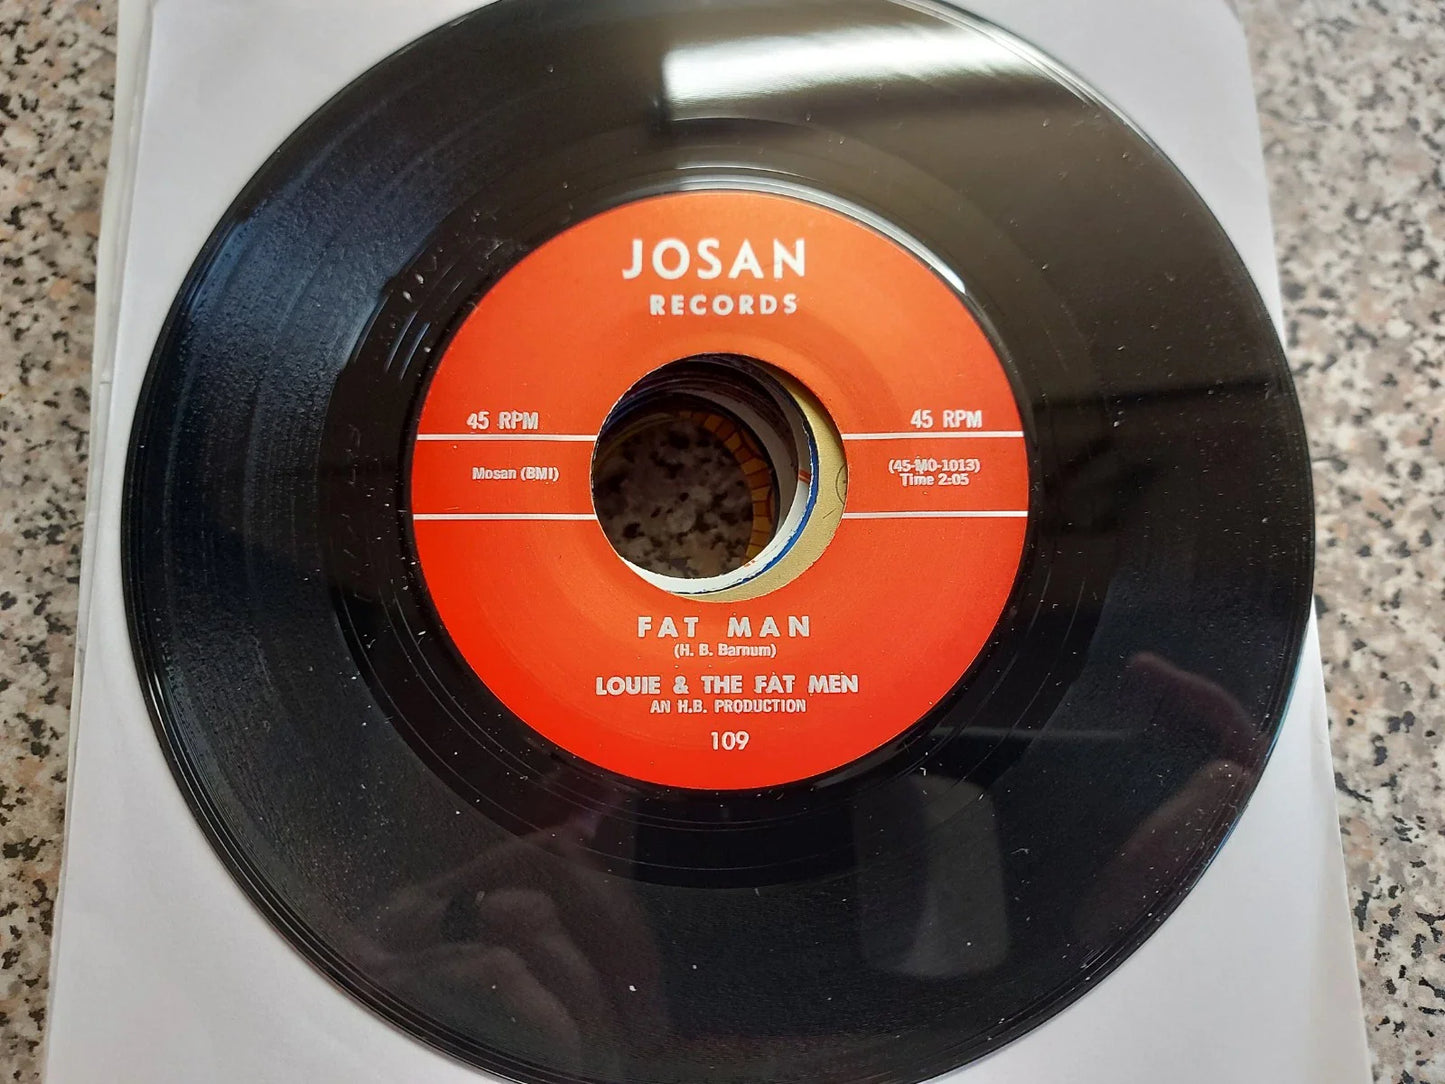 JOSAN
RECORDS
45 RPM
45 RPM
Mosan (BMI)
(45-MO-1013)
Time 2:05
FAT MAN
(H. B. Barnum)
LOUIE & THE FAT MEN
AN H.B. PRODUCTION
109